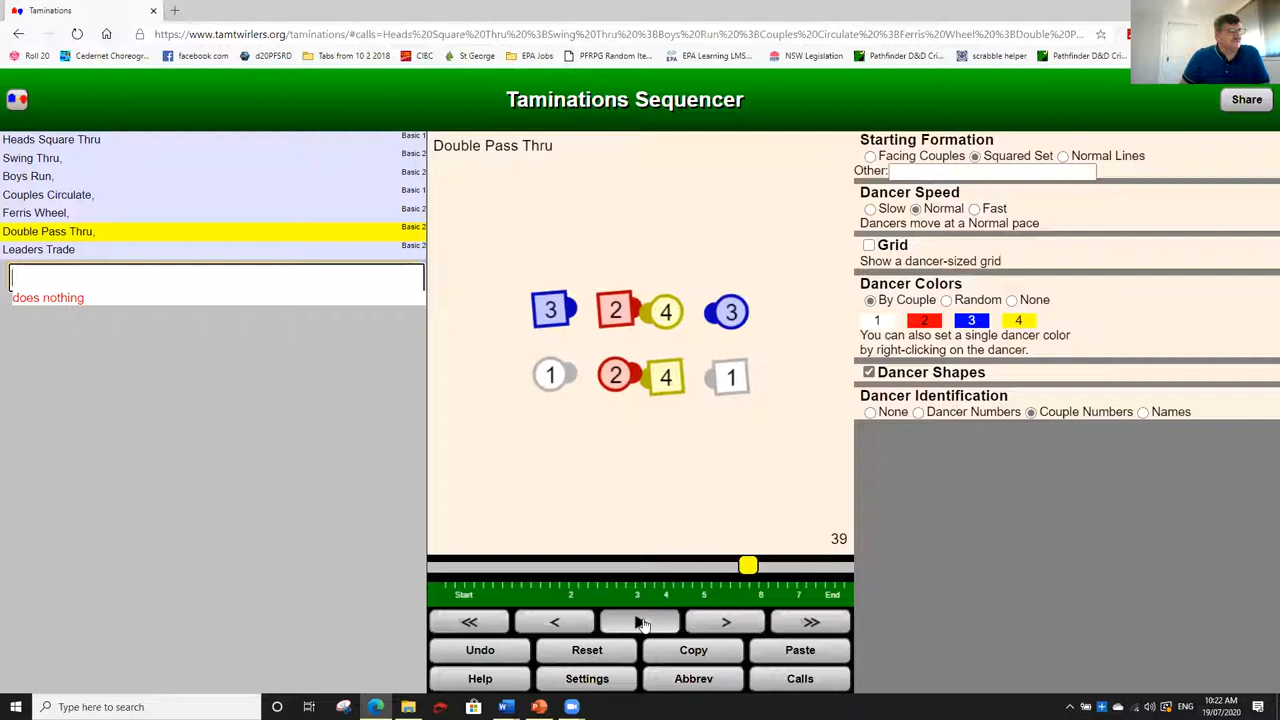 Taminations
https://www.tamtwirlers.org/taminations/#calls=Heads%20Square%20Thru%20%3BSwing%20Thru%3BBoys%20Run%3BCouples%20Circulate%3BFerris%20Wheel%3BDouble%20P...
Roll 20
Cedernet Choreogr...
facebook.com
d20PFSRD
Tabs from 10 2 2018
CIBC
St George
EPA Jobs
PFRPG Random Ite...
EPA Learning LMS...
NSW Legislation
Pathfinder D&D Cri...
scrabble helper
Pathfinder D&D Cri...
Taminations Sequencer
Share
Heads Square Thru Basic 1
Swing Thru, Basic 2
Boys Run, Basic 2
Couples Circulate, Basic 1
Ferris Wheel, Basic 2
Double Pass Thru, Basic 2
Leaders Trade Basic 2
does nothing
Double Pass Thru
3 2 4 3
1 2 4 1
39
Start 2 3 4 5 6 7 End
<< < > >>
Undo Reset Copy Paste
Help Settings Abbrev Calls
Starting Formation
Facing Couples Squared Set Normal Lines
Other:
Dancer Speed
Slow Normal Fast
Dancers move at a Normal pace
Grid
Show a dancer-sized grid
Dancer Colors
By Couple Random None
1 2 3 4
You can also set a single dancer color
by right-clicking on the dancer.
Dancer Shapes
Dancer Identification
None Dancer Numbers Couple Numbers Names
Type here to search
10:22 AM
19/07/2020